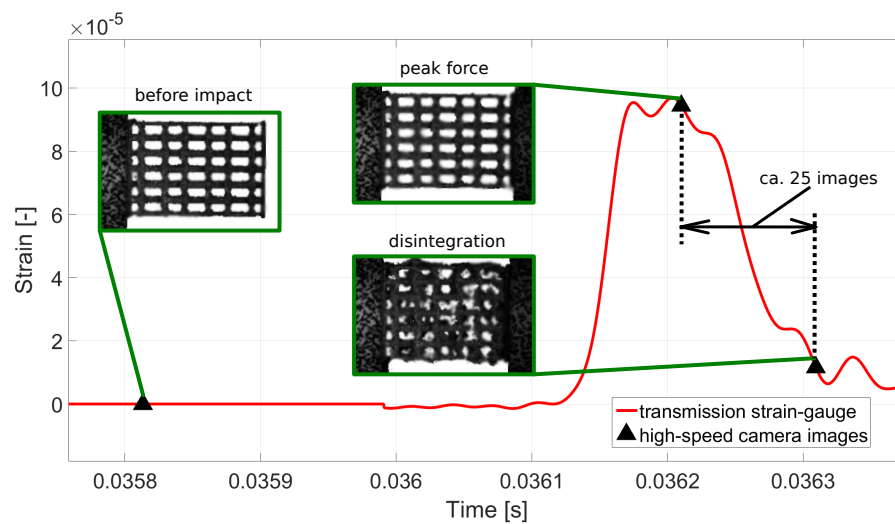 ×10⁻⁵
before impact
peak force
disintegration
ca. 25 images
Strain [-]
10
8
6
4
2
0
transmission strain-gauge
high-speed camera images
0.0358
0.0359
0.036
0.0361
0.0362
0.0363
Time [s]